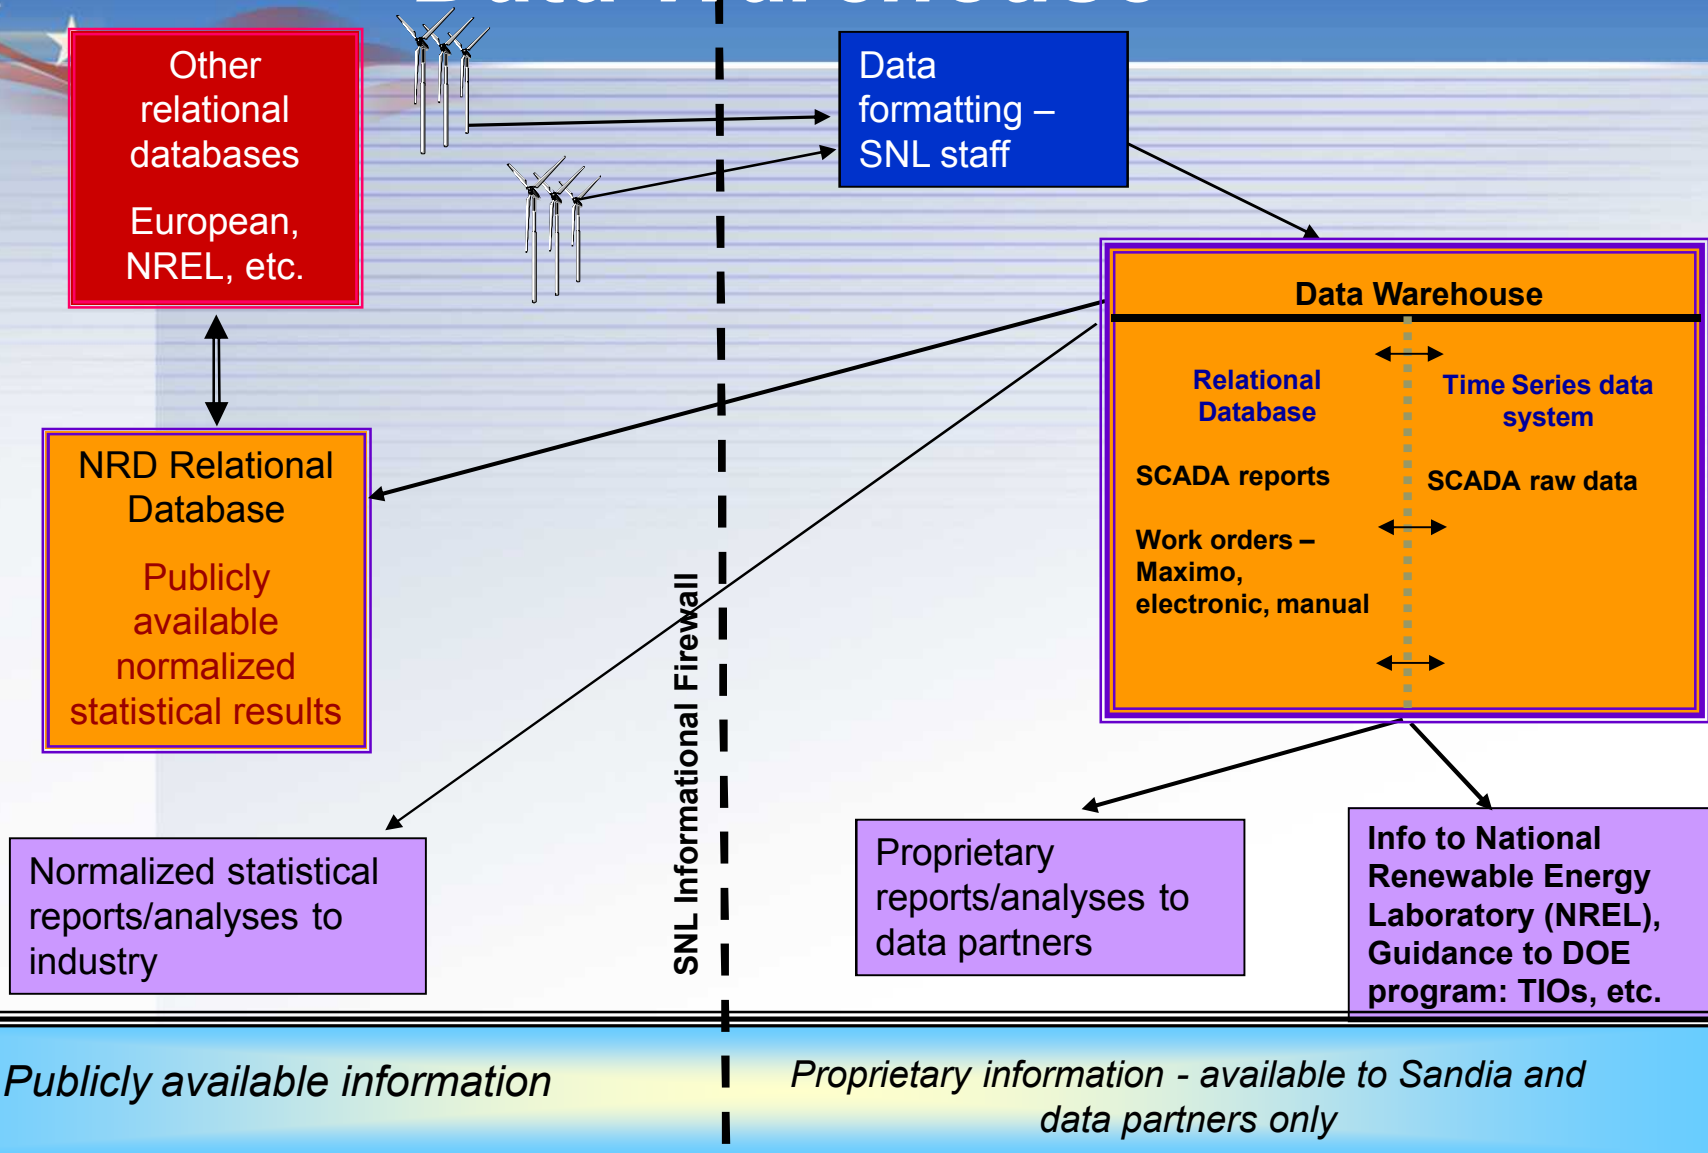 Data Warehouse
Other
relational
databases
European,
NREL, etc.
Data
formatting –
SNL staff
Data Warehouse
Relational
Database
Time Series data
system
SCADA reports
SCADA raw data
Work orders –
Maximo,
electronic, manual
NRD Relational
Database
Publicly
available
normalized
statistical results
SNL Informational Firewall
Normalized statistical
reports/analyses to
industry
Proprietary
reports/analyses to
data partners
Info to National
Renewable Energy
Laboratory (NREL),
Guidance to DOE
program: TIOs, etc.
Publicly available information
Proprietary information - available to Sandia and
data partners only